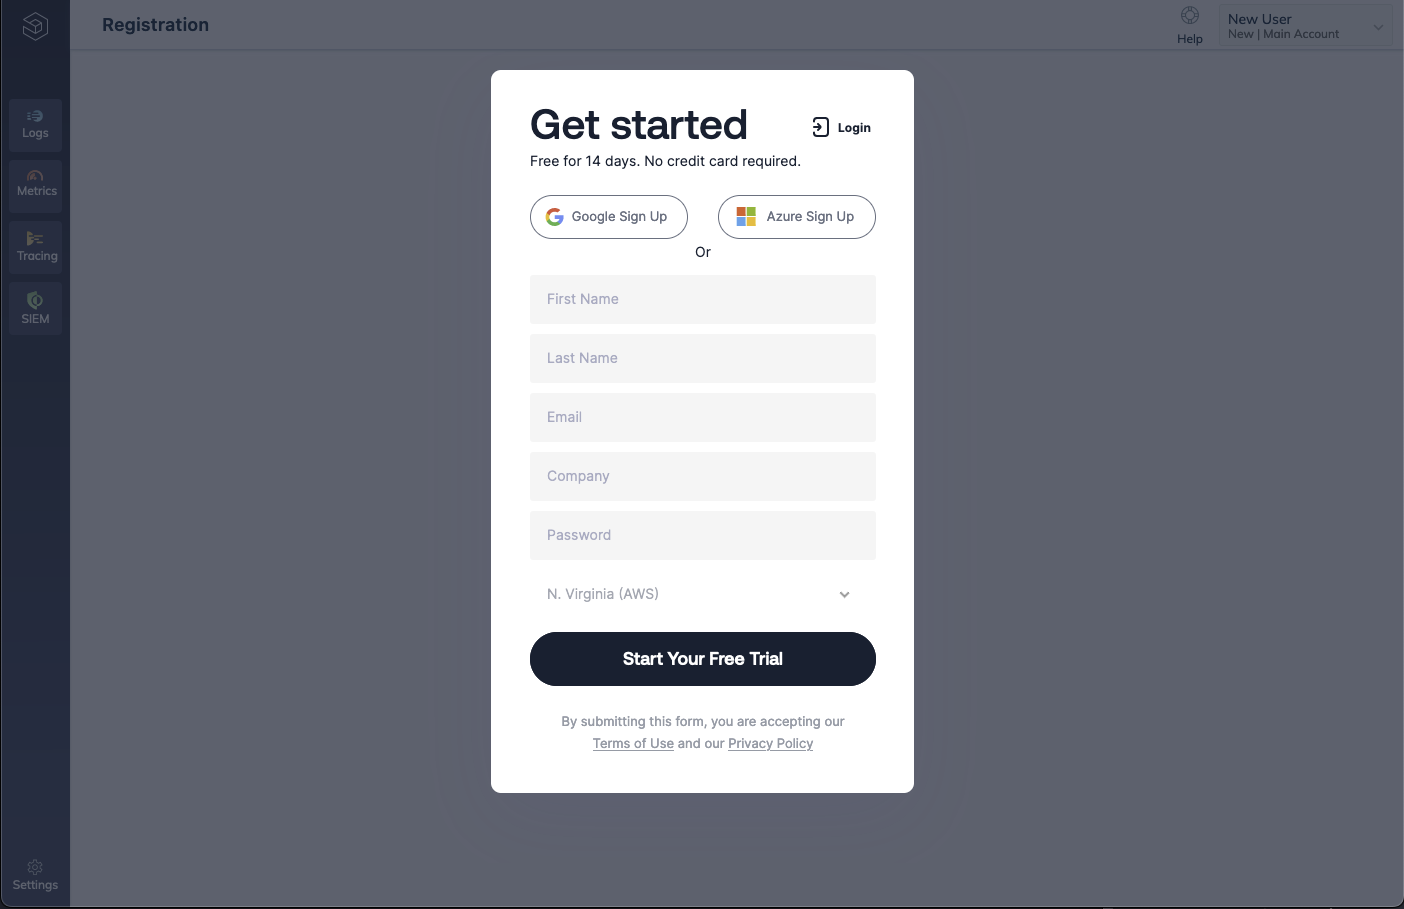 Registration
Help
New User
New | Main Account
Logs
Metrics
Tracing
SIEM
Settings
Get started
Login
Free for 14 days. No credit card required.
Google Sign Up
Azure Sign Up
Or
First Name
Last Name
Email
Company
Password
N. Virginia (AWS)
Start Your Free Trial
By submitting this form, you are accepting our
Terms of Use and our Privacy Policy